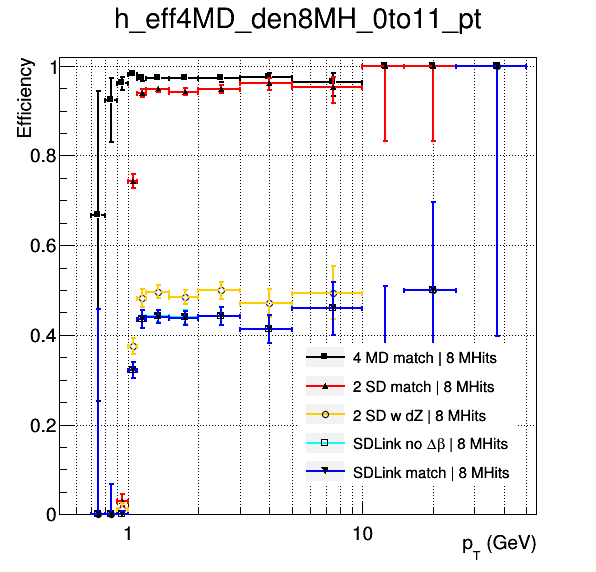 h_eff4MD_den8MH_0to11_pt
Efficiency
1
0.8
0.6
0.4
0.2
0
4 MD match | 8 MHits
2 SD match | 8 MHits
2 SD w dZ | 8 MHits
SDLink no Δβ | 8 MHits
SDLink match | 8 MHits
1 10
p_T (GeV)